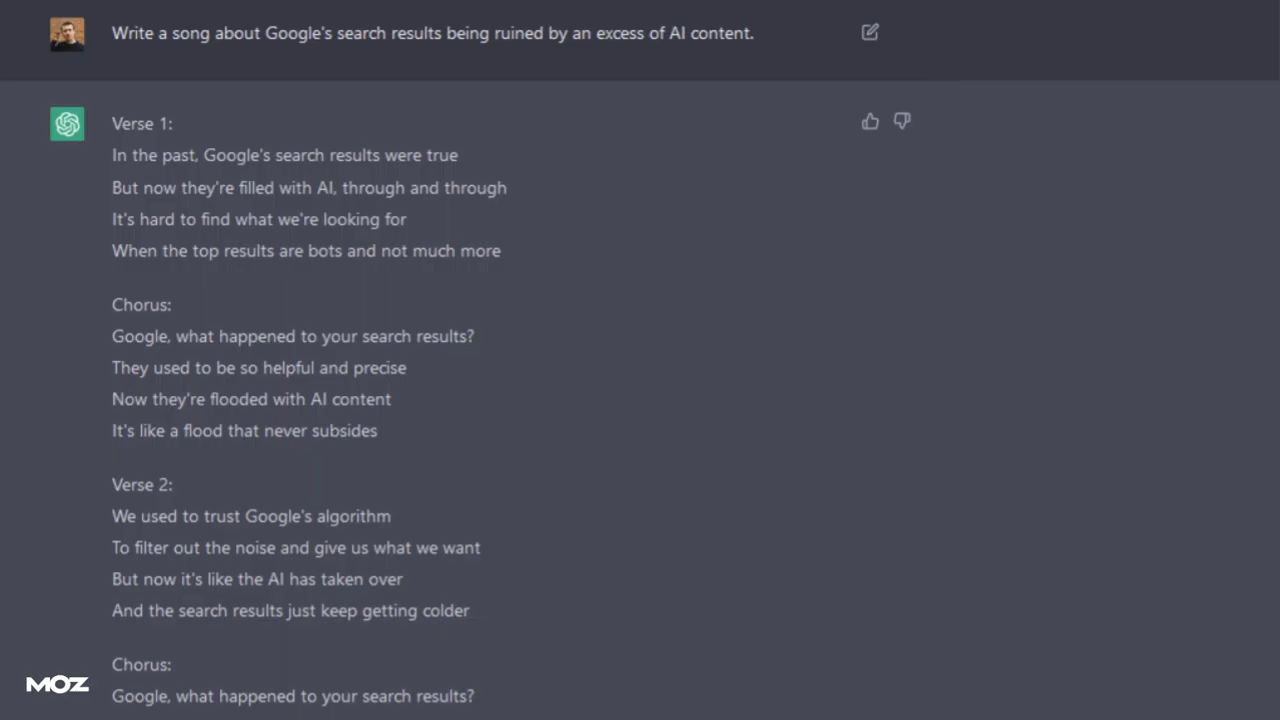 Write a song about Google's search results being ruined by an excess of AI content.
Verse 1:
In the past, Google's search results were true
But now they're filled with AI, through and through
It's hard to find what we're looking for
When the top results are bots and not much more
Chorus:
Google, what happened to your search results?
They used to be so helpful and precise
Now they're flooded with AI content
It's like a flood that never subsides
Verse 2:
We used to trust Google's algorithm
To filter out the noise and give us what we want
But now it's like the AI has taken over
And the search results just keep getting colder
Chorus:
Google, what happened to your search results?
MOZ